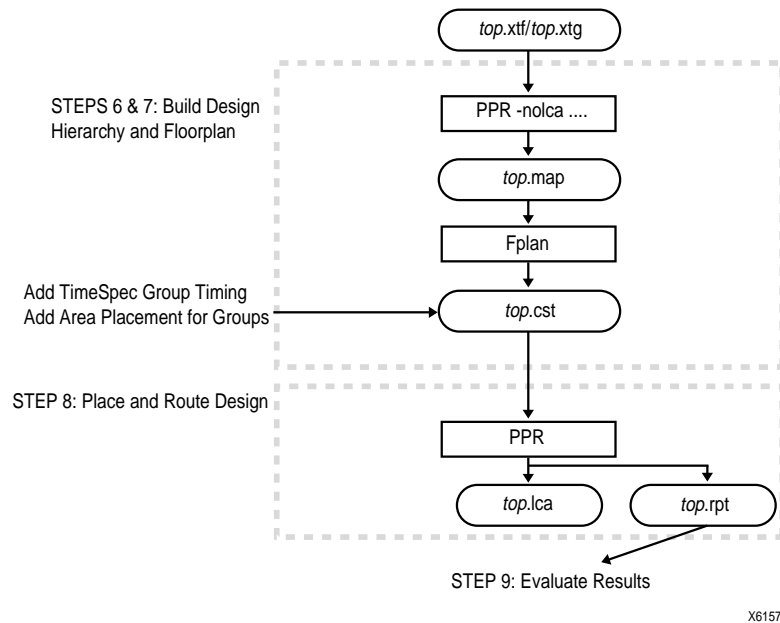 top.xtf/top.xtg
STEPS 6 & 7: Build Design
Hierarchy and Floorplan
PPR -nolca ....
top.map
Fplan
Add TimeSpec Group Timing
Add Area Placement for Groups
top.cst
STEP 8: Place and Route Design
PPR
top.lca
top.rpt
STEP 9: Evaluate Results
X6157